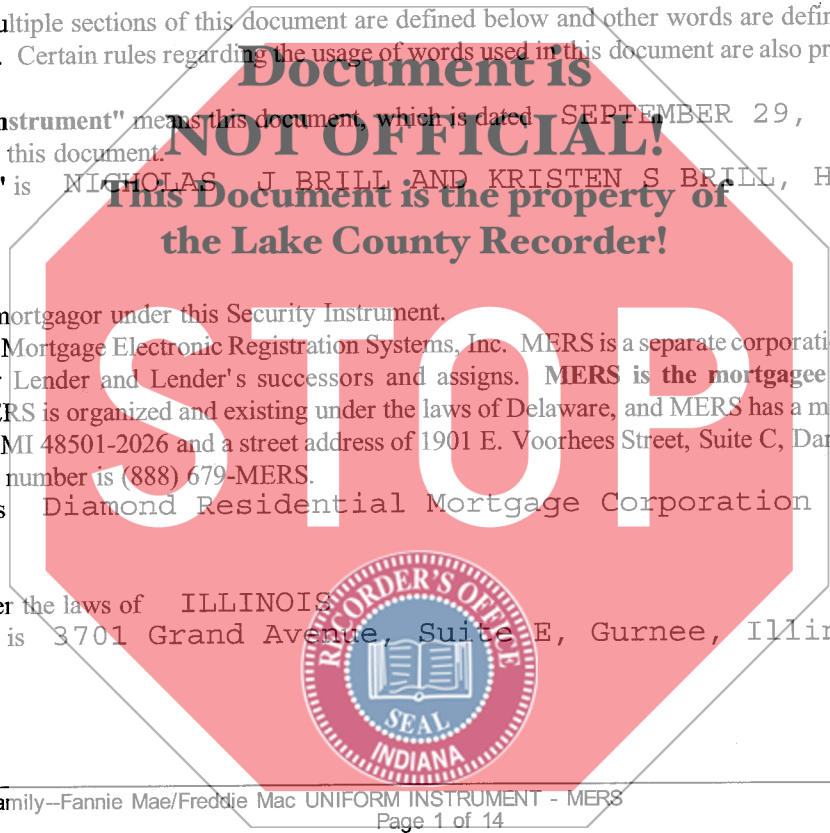 ultiple sections of this document are defined below and other words are defin
. Certain rules regarding the usage of words used in this document are also pr
Document is
nstrument" means this document, which is dated SEPTEMBER 29,
NOT OFFICIAL!
this document.
" is NICHOLAS J BRILL AND KRISTEN S BRILL, H
This Document is the property of
the Lake County Recorder!
mortgagor under this Security Instrument.
Mortgage Electronic Registration Systems, Inc. MERS is a separate corporati
Lender and Lender's successors and assigns. MERS is the mortgagee
ERS is organized and existing under the laws of Delaware, and MERS has a m
MI 48501-2026 and a street address of 1901 E. Voorhees Street, Suite C, Dan
number is (888) 679-MERS.
STOP
s Diamond Residential Mortgage Corporation
er the laws of ILLINOIS
is 3701 Grand Avenue, Suite E, Gurnee, Illin
RECORDER'S OFFICE
SEAL
INDIANA
amily--Fannie Mae/Freddie Mac UNIFORM INSTRUMENT - MERS
Page 1 of 14